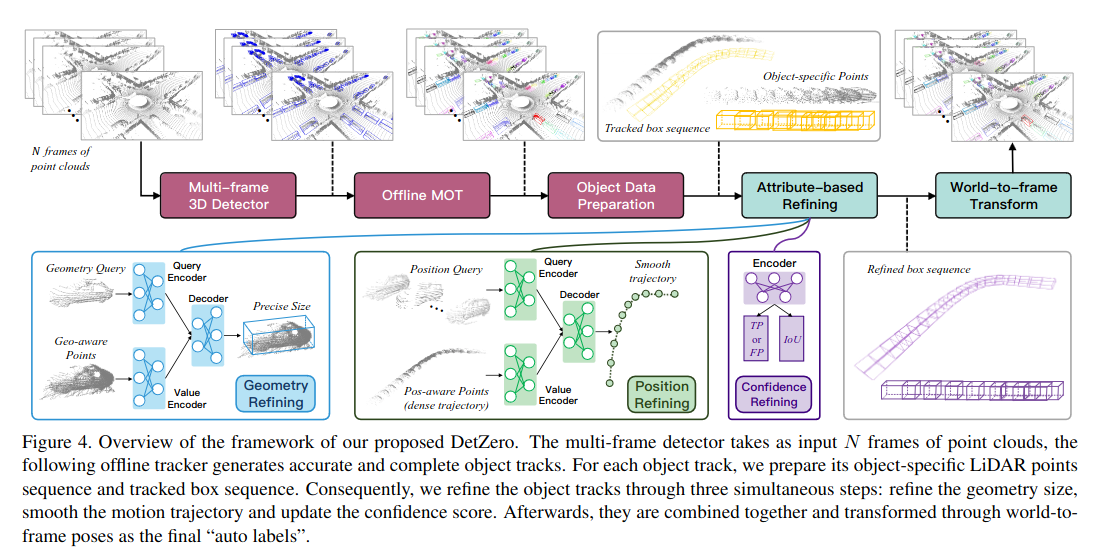 N frames of
point clouds
Object-specific Points
Tracked box sequence
Multi-frame
3D Detector
Offline MOT
Object Data
Preparation
Attribute-based
Refining
World-to-frame
Transform
Geometry Query
Query
Encoder
Decoder
Precise Size
Geo-aware
Points
Value
Encoder
Geometry
Refining
Position Query
Query
Encoder
Decoder
Smooth
trajectory
Pos-aware Points
(dense trajectory)
Value
Encoder
Position
Refining
Encoder
TP
or
FP
IoU
Confidence
Refining
Refined box sequence
Figure 4. Overview of the framework of our proposed DetZero. The multi-frame detector takes as input N frames of point clouds, the
following offline tracker generates accurate and complete object tracks. For each object track, we prepare its object-specific LiDAR points
sequence and tracked box sequence. Consequently, we refine the object tracks through three simultaneous steps: refine the geometry size,
smooth the motion trajectory and update the confidence score. Afterwards, they are combined together and transformed through world-to-
frame poses as the final “auto labels”.